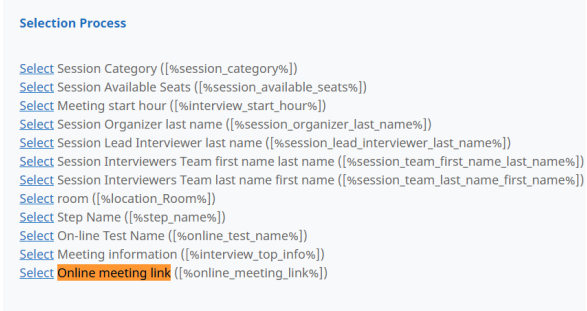 Selection Process
Select Session Category ([%session_category%])
Select Session Available Seats ([%session_available_seats%])
Select Meeting start hour ([%interview_start_hour%])
Select Session Organizer last name ([%session_organizer_last_name%])
Select Session Lead Interviewer last name ([%session_lead_interviewer_last_name%])
Select Session Interviewers Team first name last name ([%session_team_first_name_last_name%])
Select Session Interviewers Team last name first name ([%session_team_last_name_first_name%])
Select room ([%location_Room%])
Select Step Name ([%step_name%])
Select On-line Test Name ([%online_test_name%])
Select Meeting information ([%interview_top_info%])
Select Online meeting link ([%online_meeting_link%])